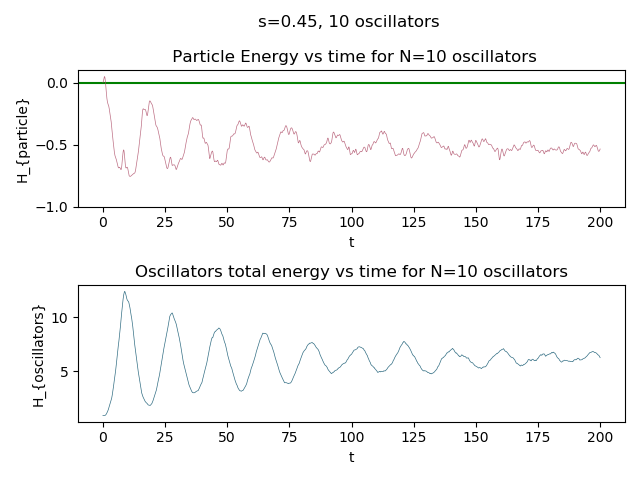 s=0.45, 10 oscillators
Particle Energy vs time for N=10 oscillators
H_{particle}
0.0
−0.5
−1.0
0 25 50 75 100 125 150 175 200
t
Oscillators total energy vs time for N=10 oscillators
H_{oscillators}
10
5
0 25 50 75 100 125 150 175 200
t